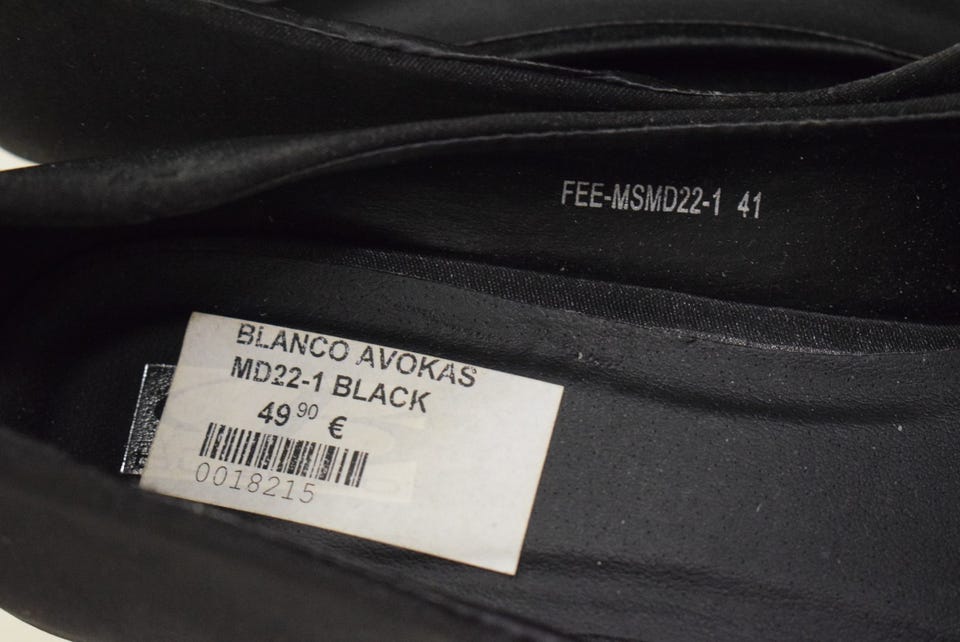 FEE-MSMD22-1 41
BLANCO AVOKAS
MD22-1 BLACK
49 90 €
0018215